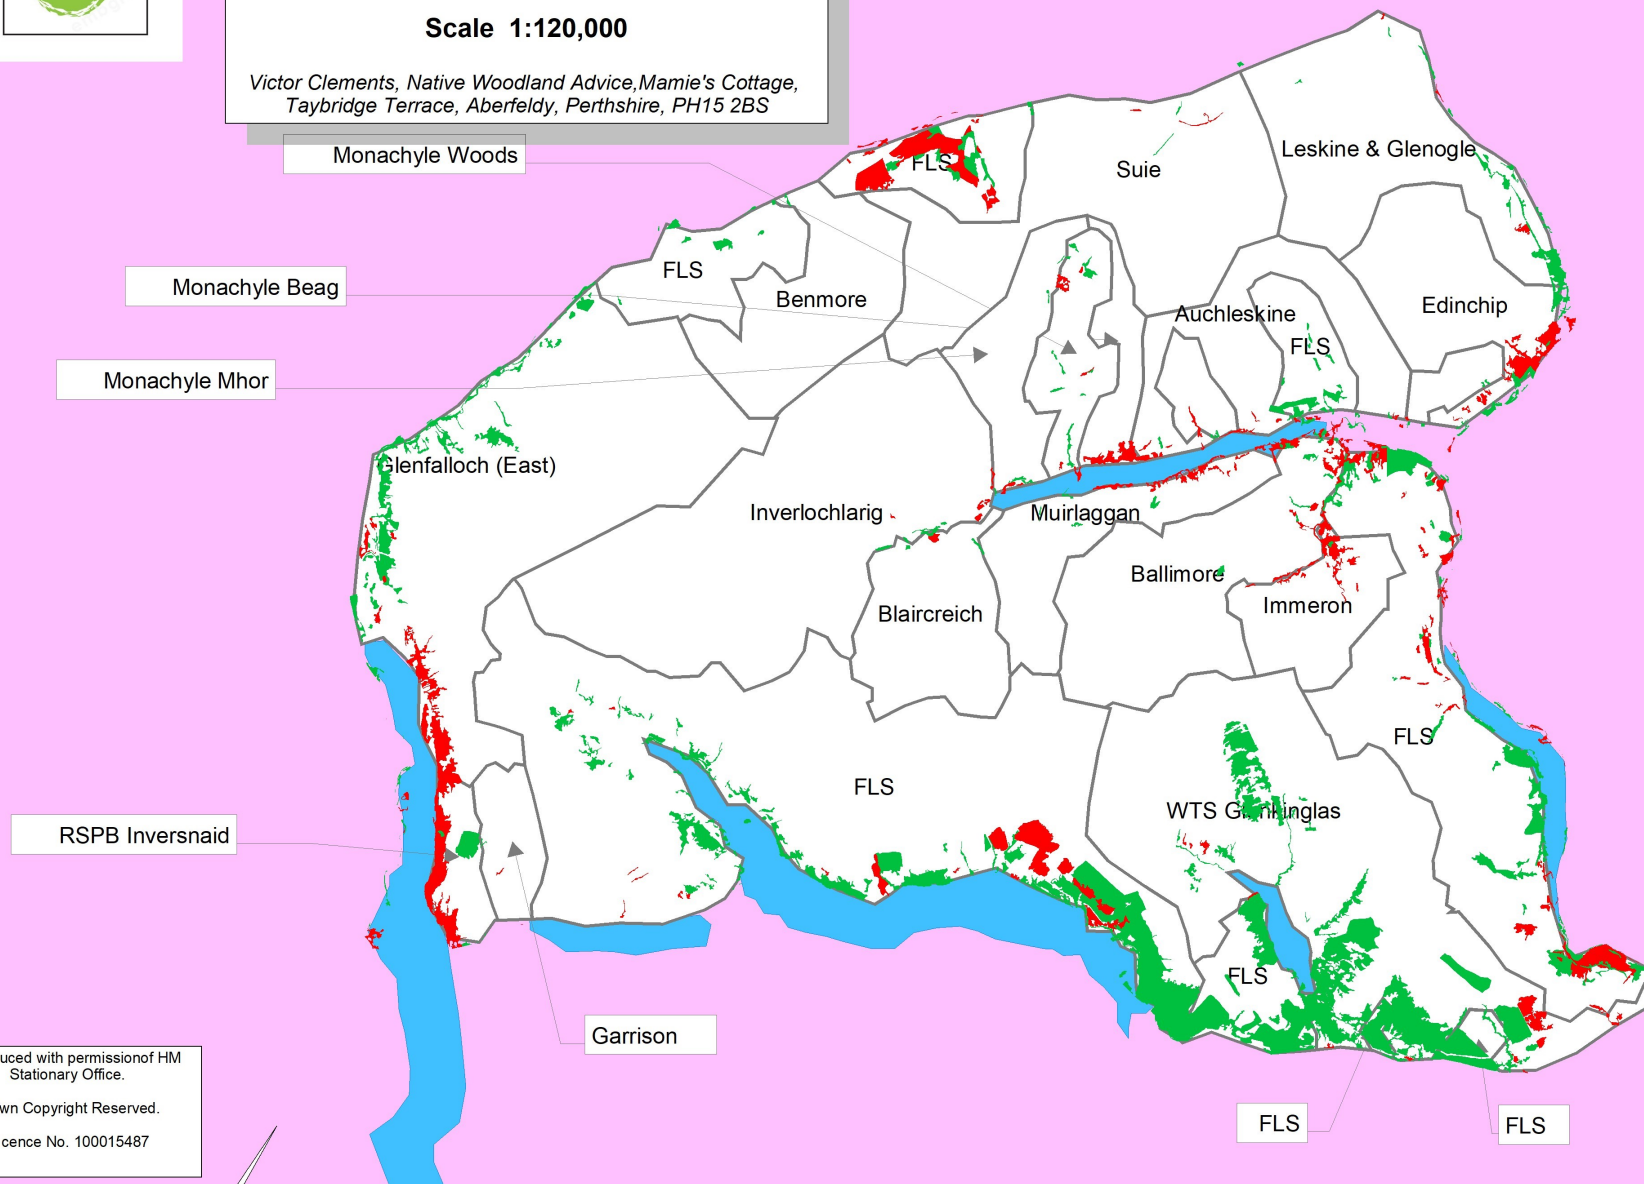 Scale 1:120,000
Victor Clements, Native Woodland Advice,Mamie's Cottage,
Taybridge Terrace, Aberfeldy, Perthshire, PH15 2BS
Monachyle Woods
FLS
Suie
Leskine & Glenogle
Monachyle Beag
FLS
Benmore
Auchleskine
Edinchip
FLS
Monachyle Mhor
Glenfalloch (East)
Inverlochlarig
Muirlaggan
Ballimore
Immeron
Blaircreich
FLS
FLS
WTS Glenkinglas
RSPB Inversnaid
FLS
Garrison
FLS
FLS
uced with permissionof HM
Stationary Office.
wn Copyright Reserved.
cence No. 100015487